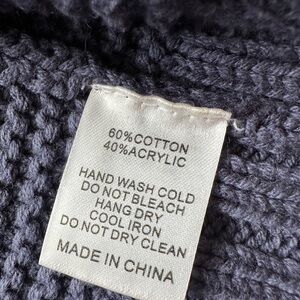 60%COTTON
40%ACRYLIC
HAND WASH COLD
DO NOT BLEACH
HANG DRY
COOL IRON
DO NOT DRY CLEAN
MADE IN CHINA